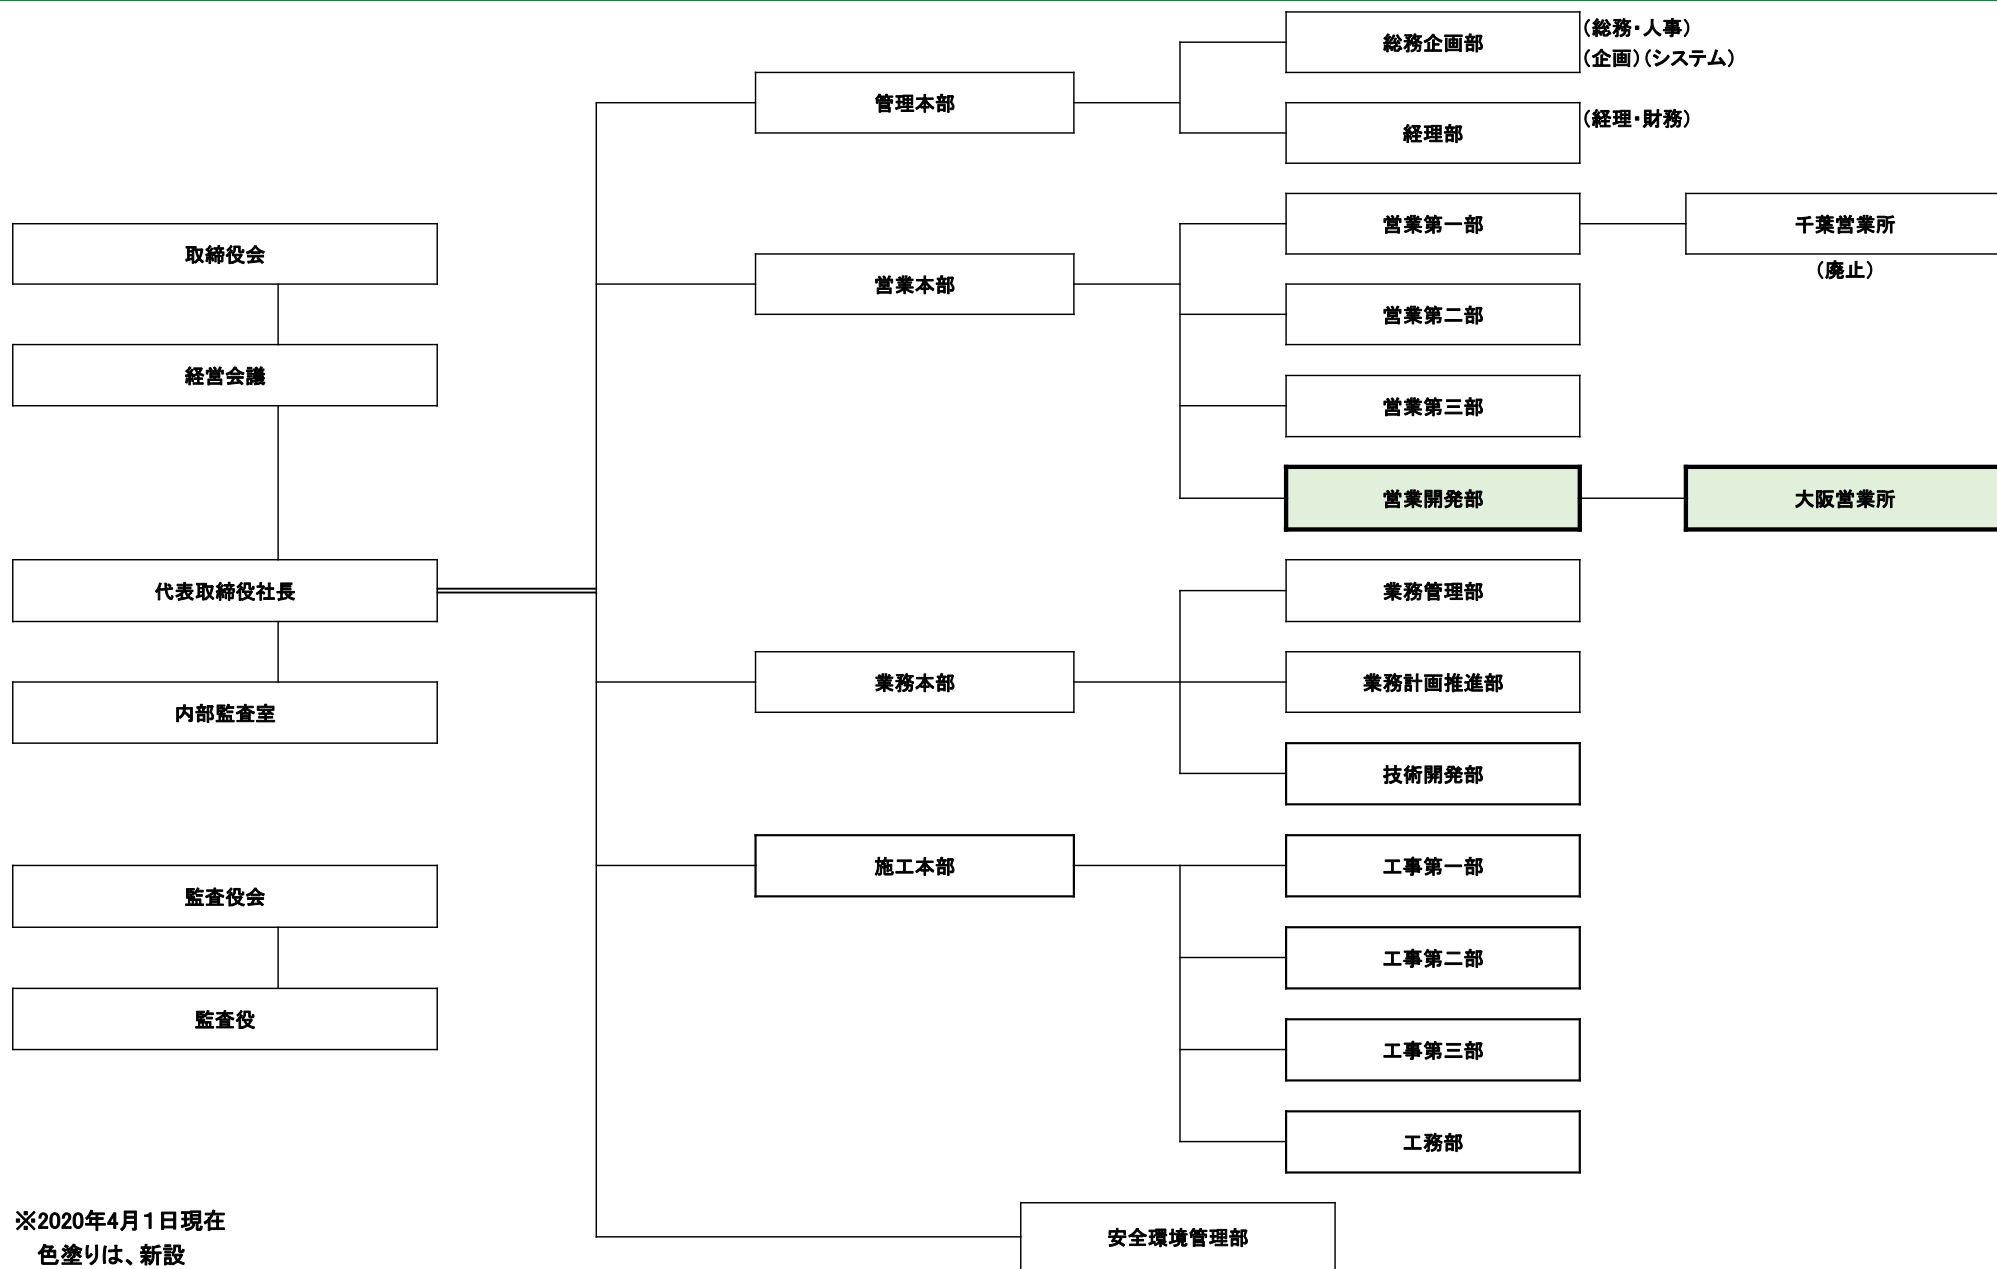 総務企画部
(総務・人事)
(企画)(システム)
管理本部
経理部
(経理・財務)
営業第一部
千葉営業所
(廃止)
取締役会
営業本部
営業第二部
経営会議
営業第三部
営業開発部
大阪営業所
代表取締役社長
業務管理部
業務本部
業務計画推進部
内部監査室
技術開発部
施工本部
工事第一部
監査役会
工事第二部
監査役
工事第三部
工務部
※2020年4月1日現在
色塗りは、新設
安全環境管理部